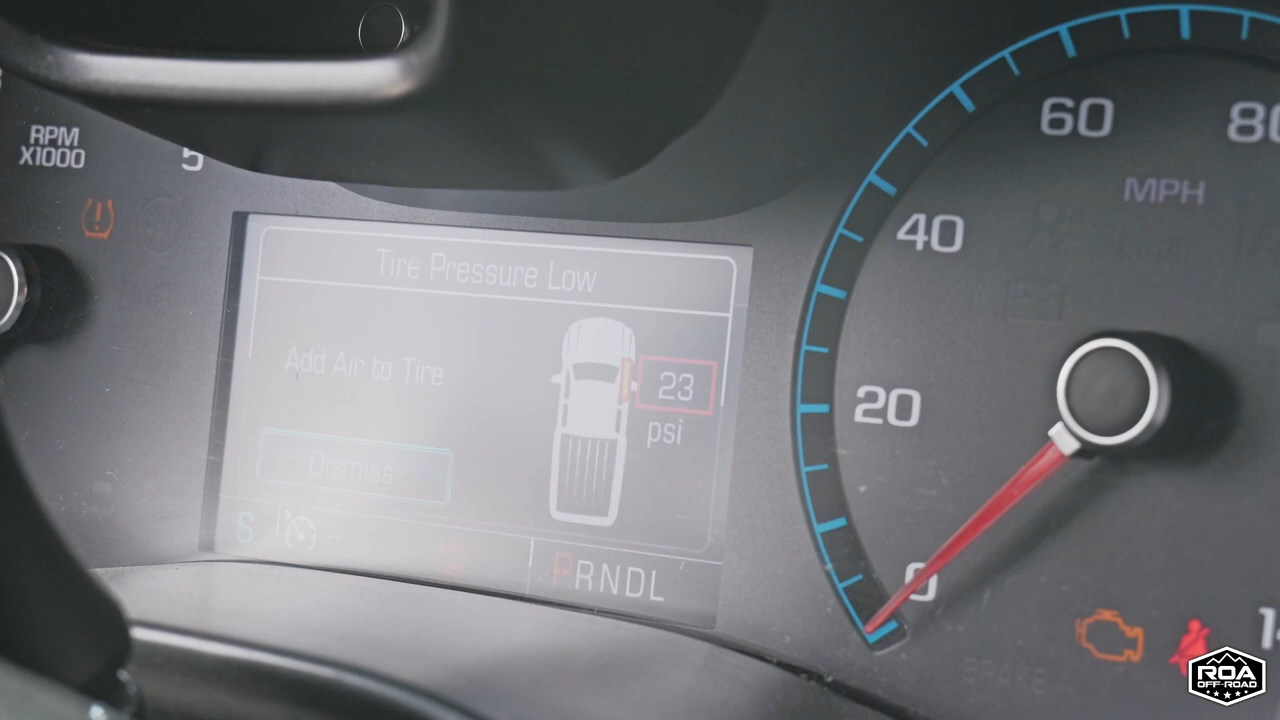 RPM
X1000
5
Tire Pressure Low
Add Air to Tire
23
psi
Dismiss
S
PRNDL
0
20
40
60
80
MPH
BRAKE
ROA
OFF-ROAD